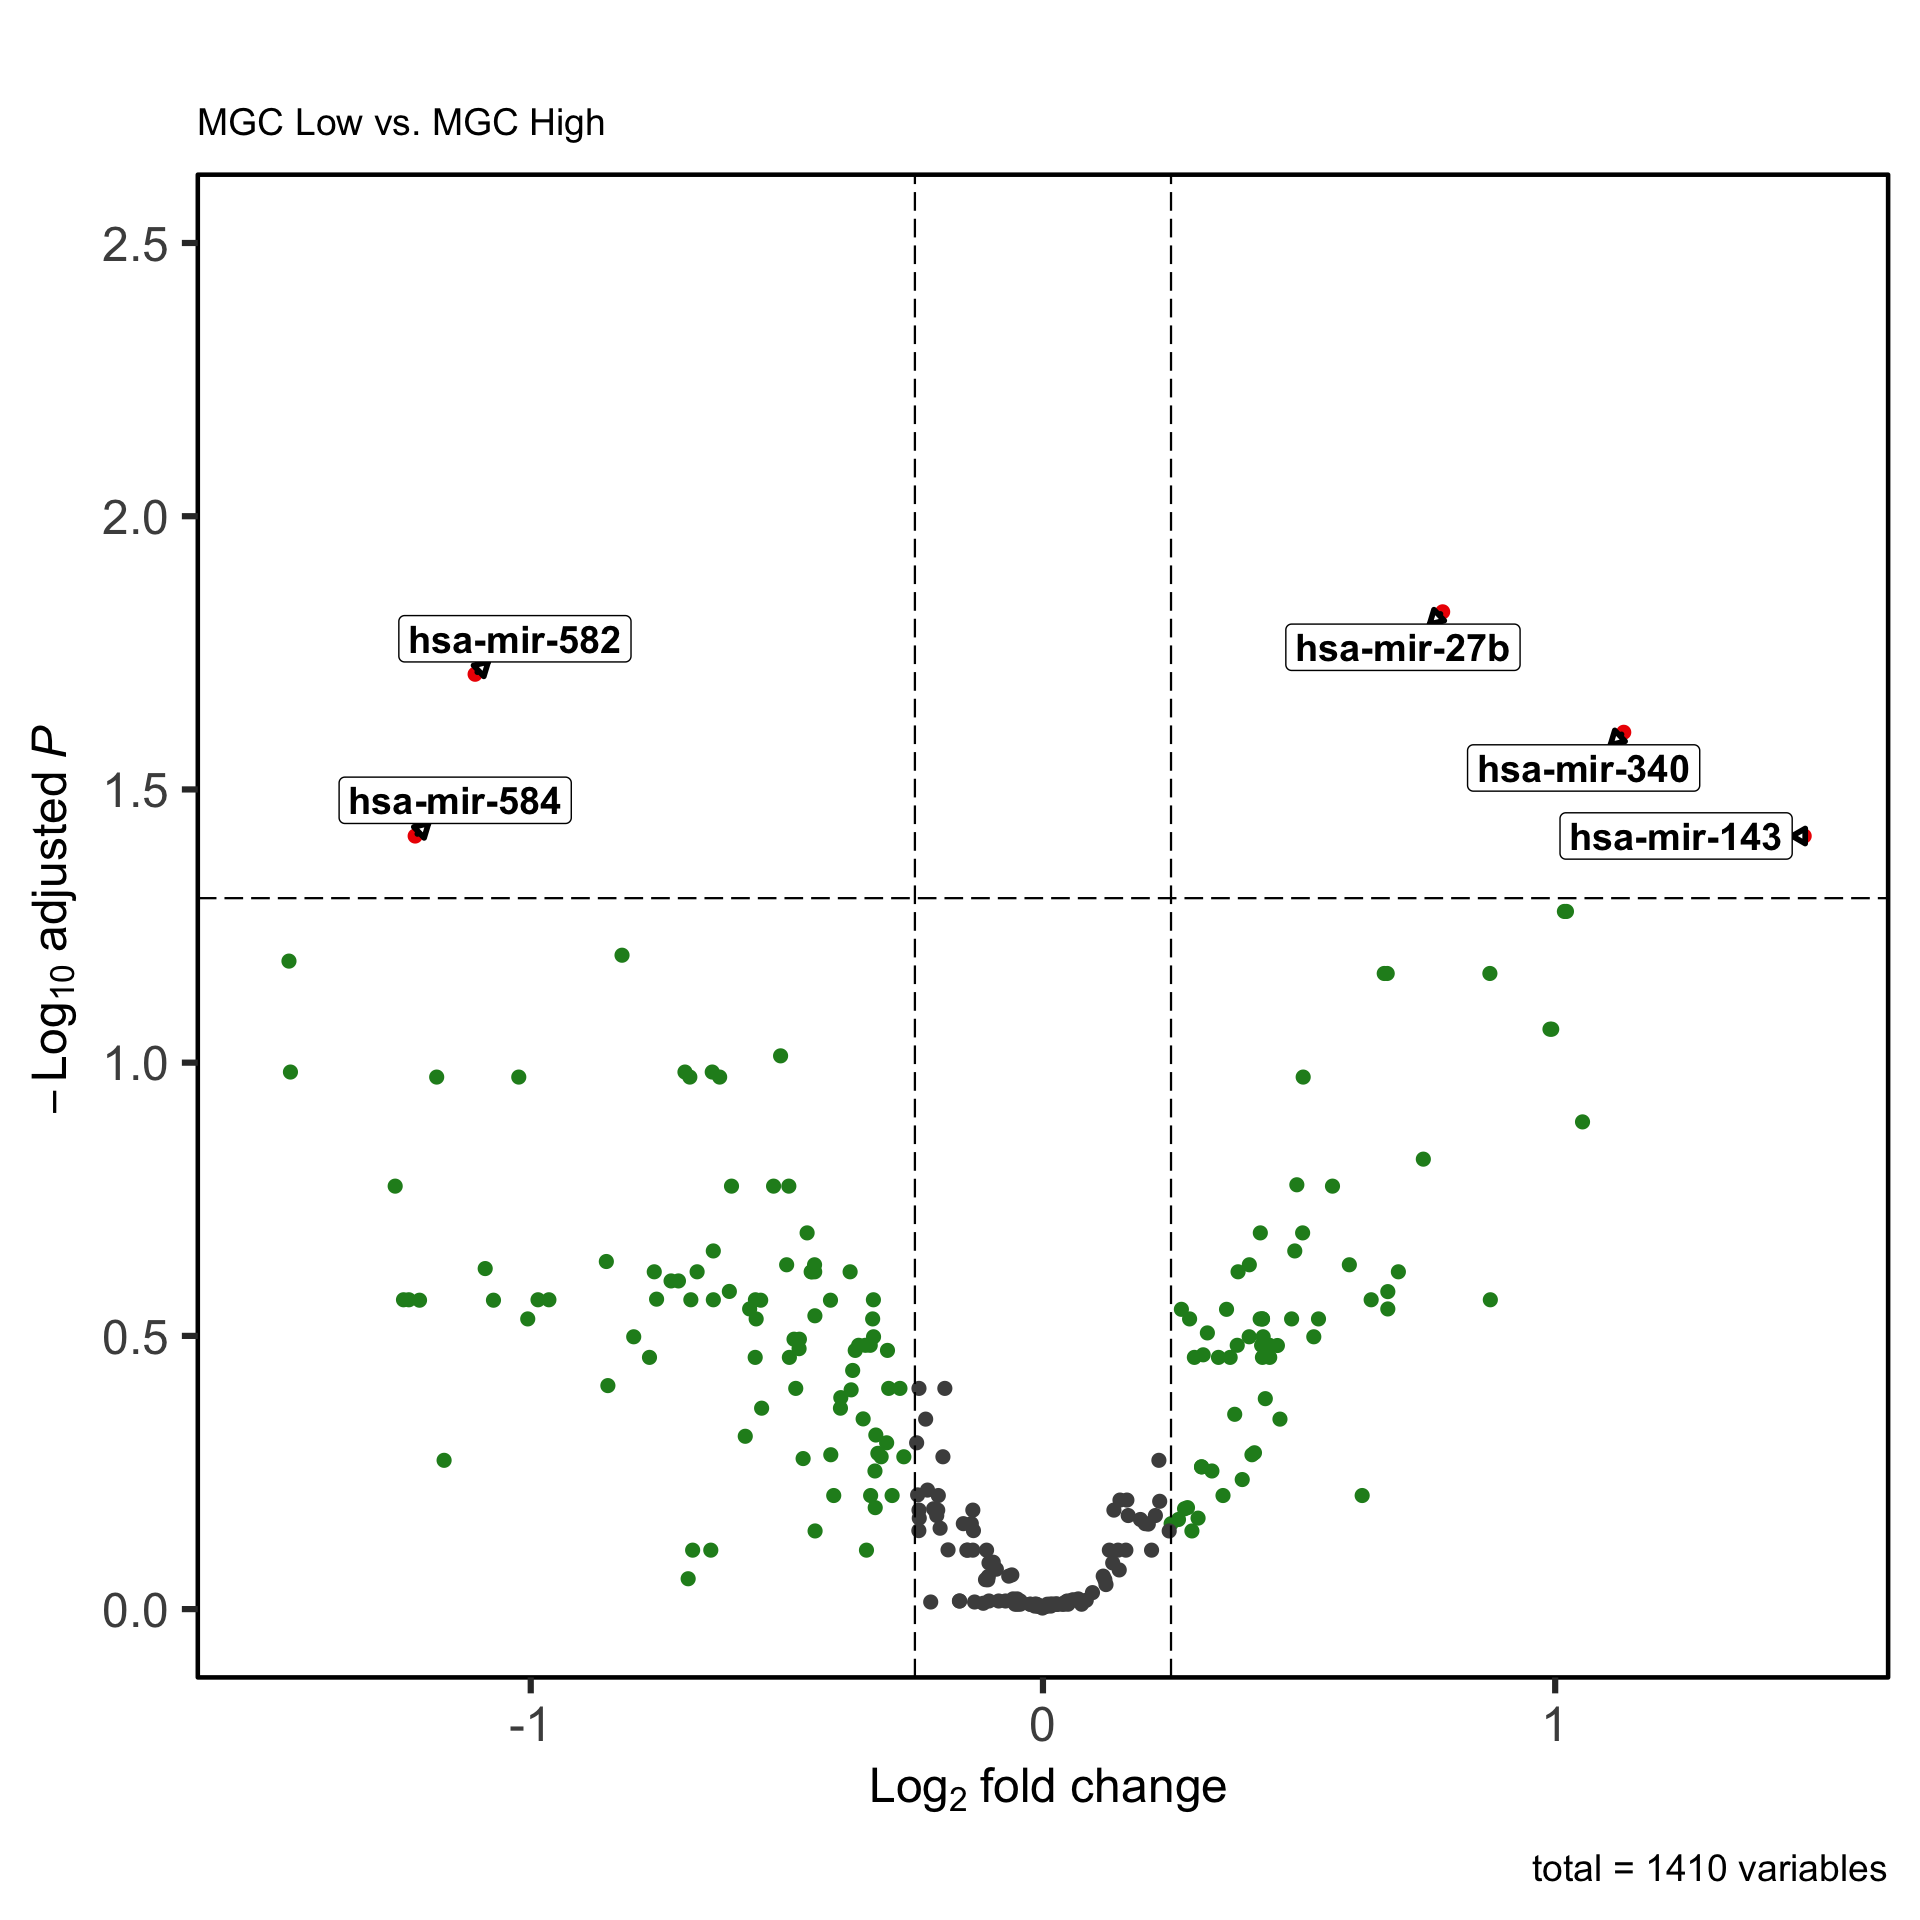 MGC Low vs. MGC High
2.5
2.0
1.5
1.0
0.5
0.0
− Log10 adjusted P
hsa-mir-582
hsa-mir-27b
hsa-mir-340
hsa-mir-584
hsa-mir-143
-1 0 1
Log2 fold change
total = 1410 variables